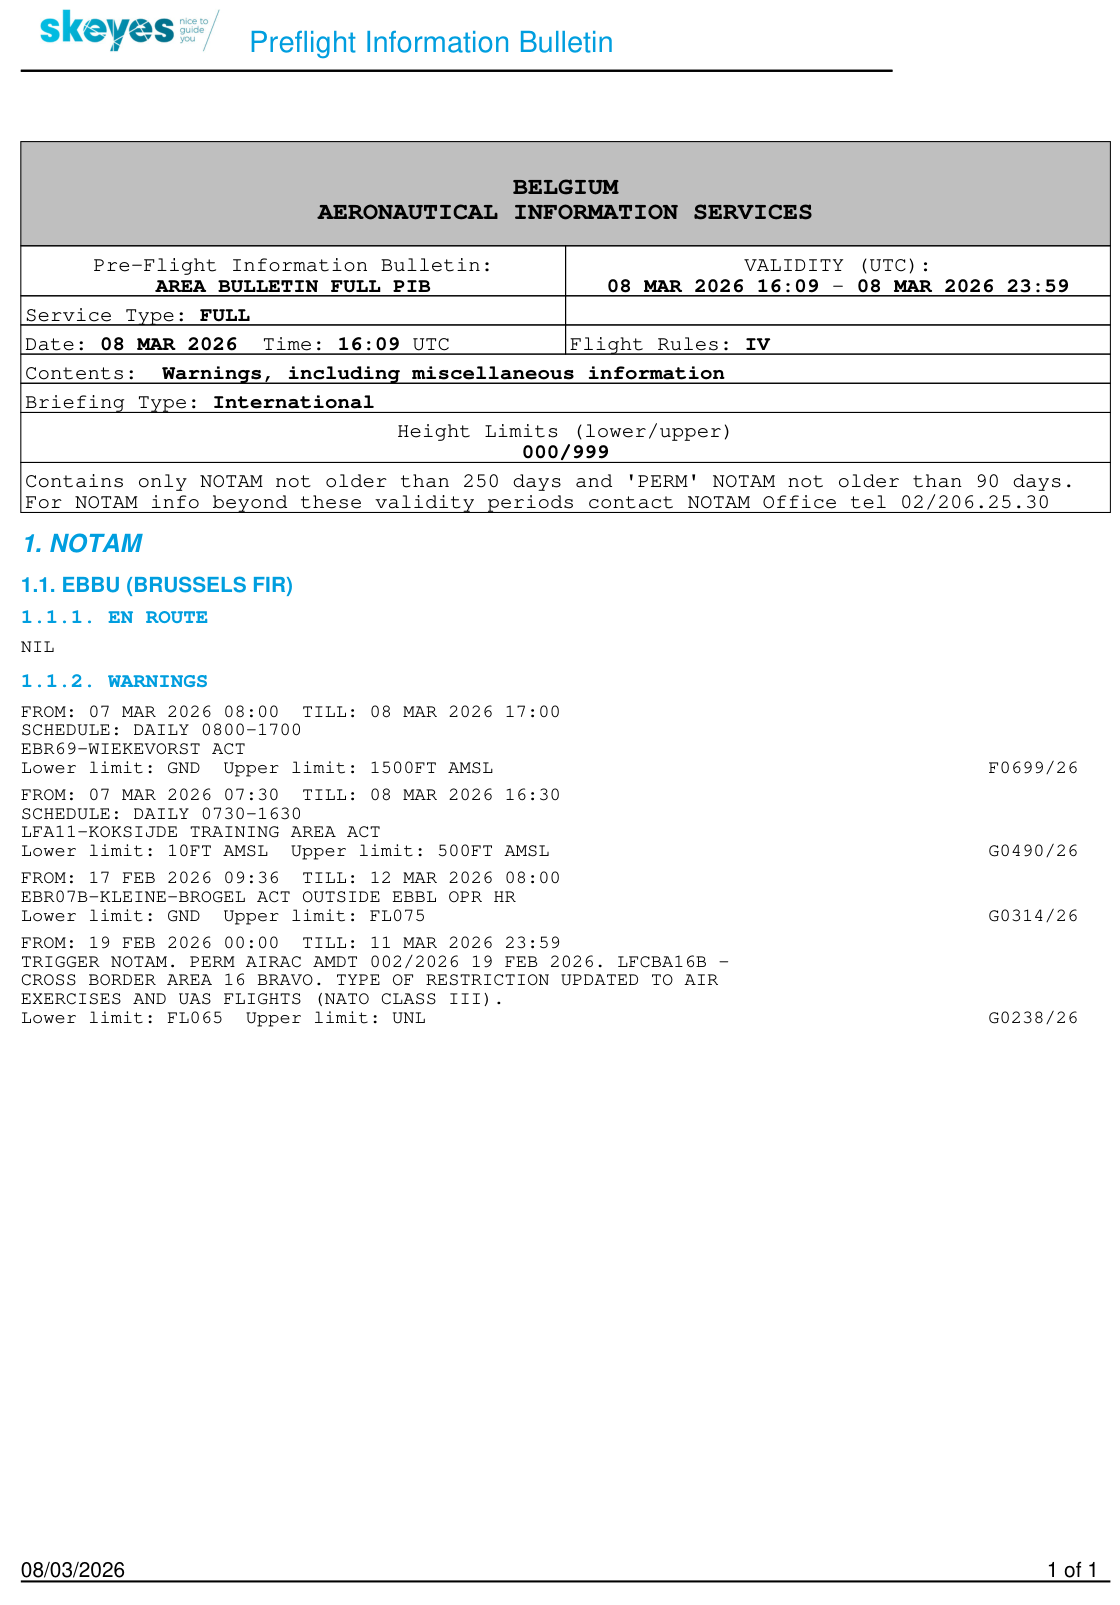 skeyes nice to
guide
you
Preflight Information Bulletin
BELGIUM
AERONAUTICAL INFORMATION SERVICES
Pre-Flight Information Bulletin:
AREA BULLETIN FULL PIB
VALIDITY (UTC):
08 MAR 2026 16:09 - 08 MAR 2026 23:59
Service Type: FULL
Date: 08 MAR 2026 Time: 16:09 UTC
Flight Rules: IV
Contents: Warnings, including miscellaneous information
Briefing Type: International
Height Limits (lower/upper)
000/999
Contains only NOTAM not older than 250 days and 'PERM' NOTAM not older than 90 days.
For NOTAM info beyond these validity periods contact NOTAM Office tel 02/206.25.30
1. NOTAM
1.1. EBBU (BRUSSELS FIR)
1.1.1. EN ROUTE
NIL
1.1.2. WARNINGS
FROM: 07 MAR 2026 08:00 TILL: 08 MAR 2026 17:00
SCHEDULE: DAILY 0800-1700
EBR69-WIEKEVORST ACT
Lower limit: GND Upper limit: 1500FT AMSL F0699/26
FROM: 07 MAR 2026 07:30 TILL: 08 MAR 2026 16:30
SCHEDULE: DAILY 0730-1630
LFA11-KOKSIJDE TRAINING AREA ACT
Lower limit: 10FT AMSL Upper limit: 500FT AMSL G0490/26
FROM: 17 FEB 2026 09:36 TILL: 12 MAR 2026 08:00
EBR07B-KLEINE-BROGEL ACT OUTSIDE EBBL OPR HR
Lower limit: GND Upper limit: FL075 G0314/26
FROM: 19 FEB 2026 00:00 TILL: 11 MAR 2026 23:59
TRIGGER NOTAM. PERM AIRAC AMDT 002/2026 19 FEB 2026. LFCBA16B -
CROSS BORDER AREA 16 BRAVO. TYPE OF RESTRICTION UPDATED TO AIR
EXERCISES AND UAS FLIGHTS (NATO CLASS III).
Lower limit: FL065 Upper limit: UNL G0238/26
08/03/2026 1 of 1